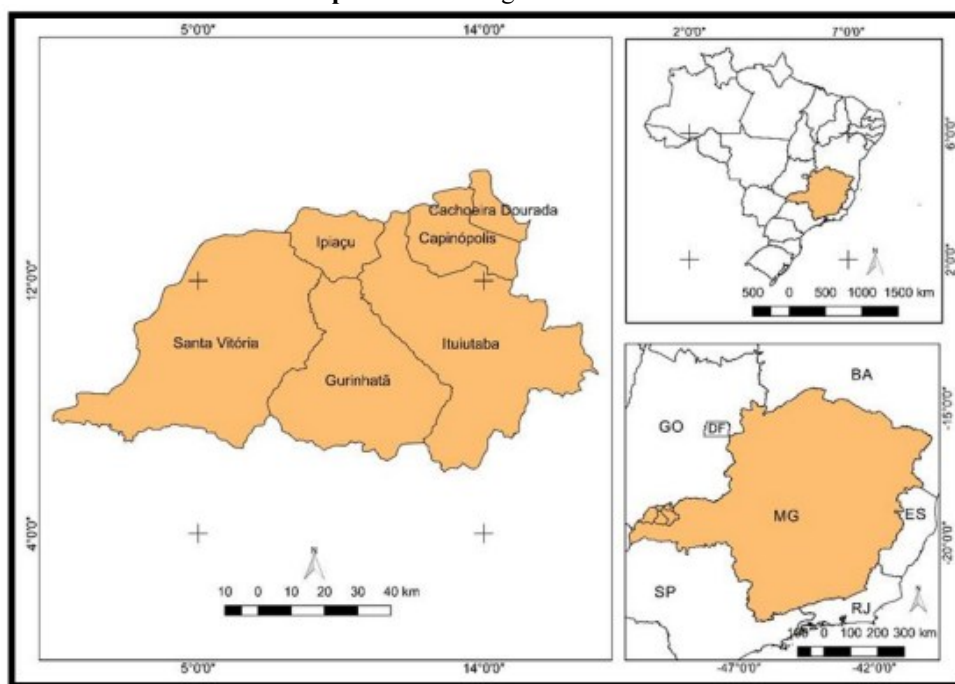 5°0'0" 14°0'0"
12°0'0"
4°0'0"
Cachoeira Dourada
Ipiaçu Capinópolis
Santa Vitória Ituiutaba
Gurinhatã
N
10 0 10 20 30 40 km
5°0'0" 14°0'0"
2°0'0" 7°0'0"
6°0'0"
2°0'0"
N
500 0 500 1000 1500 km
BA
GO DF
MG
ES
SP
RJ
-15°0'0"
-20°0'0"
0 100 200 300 km
-47°0'0" -42°0'0"